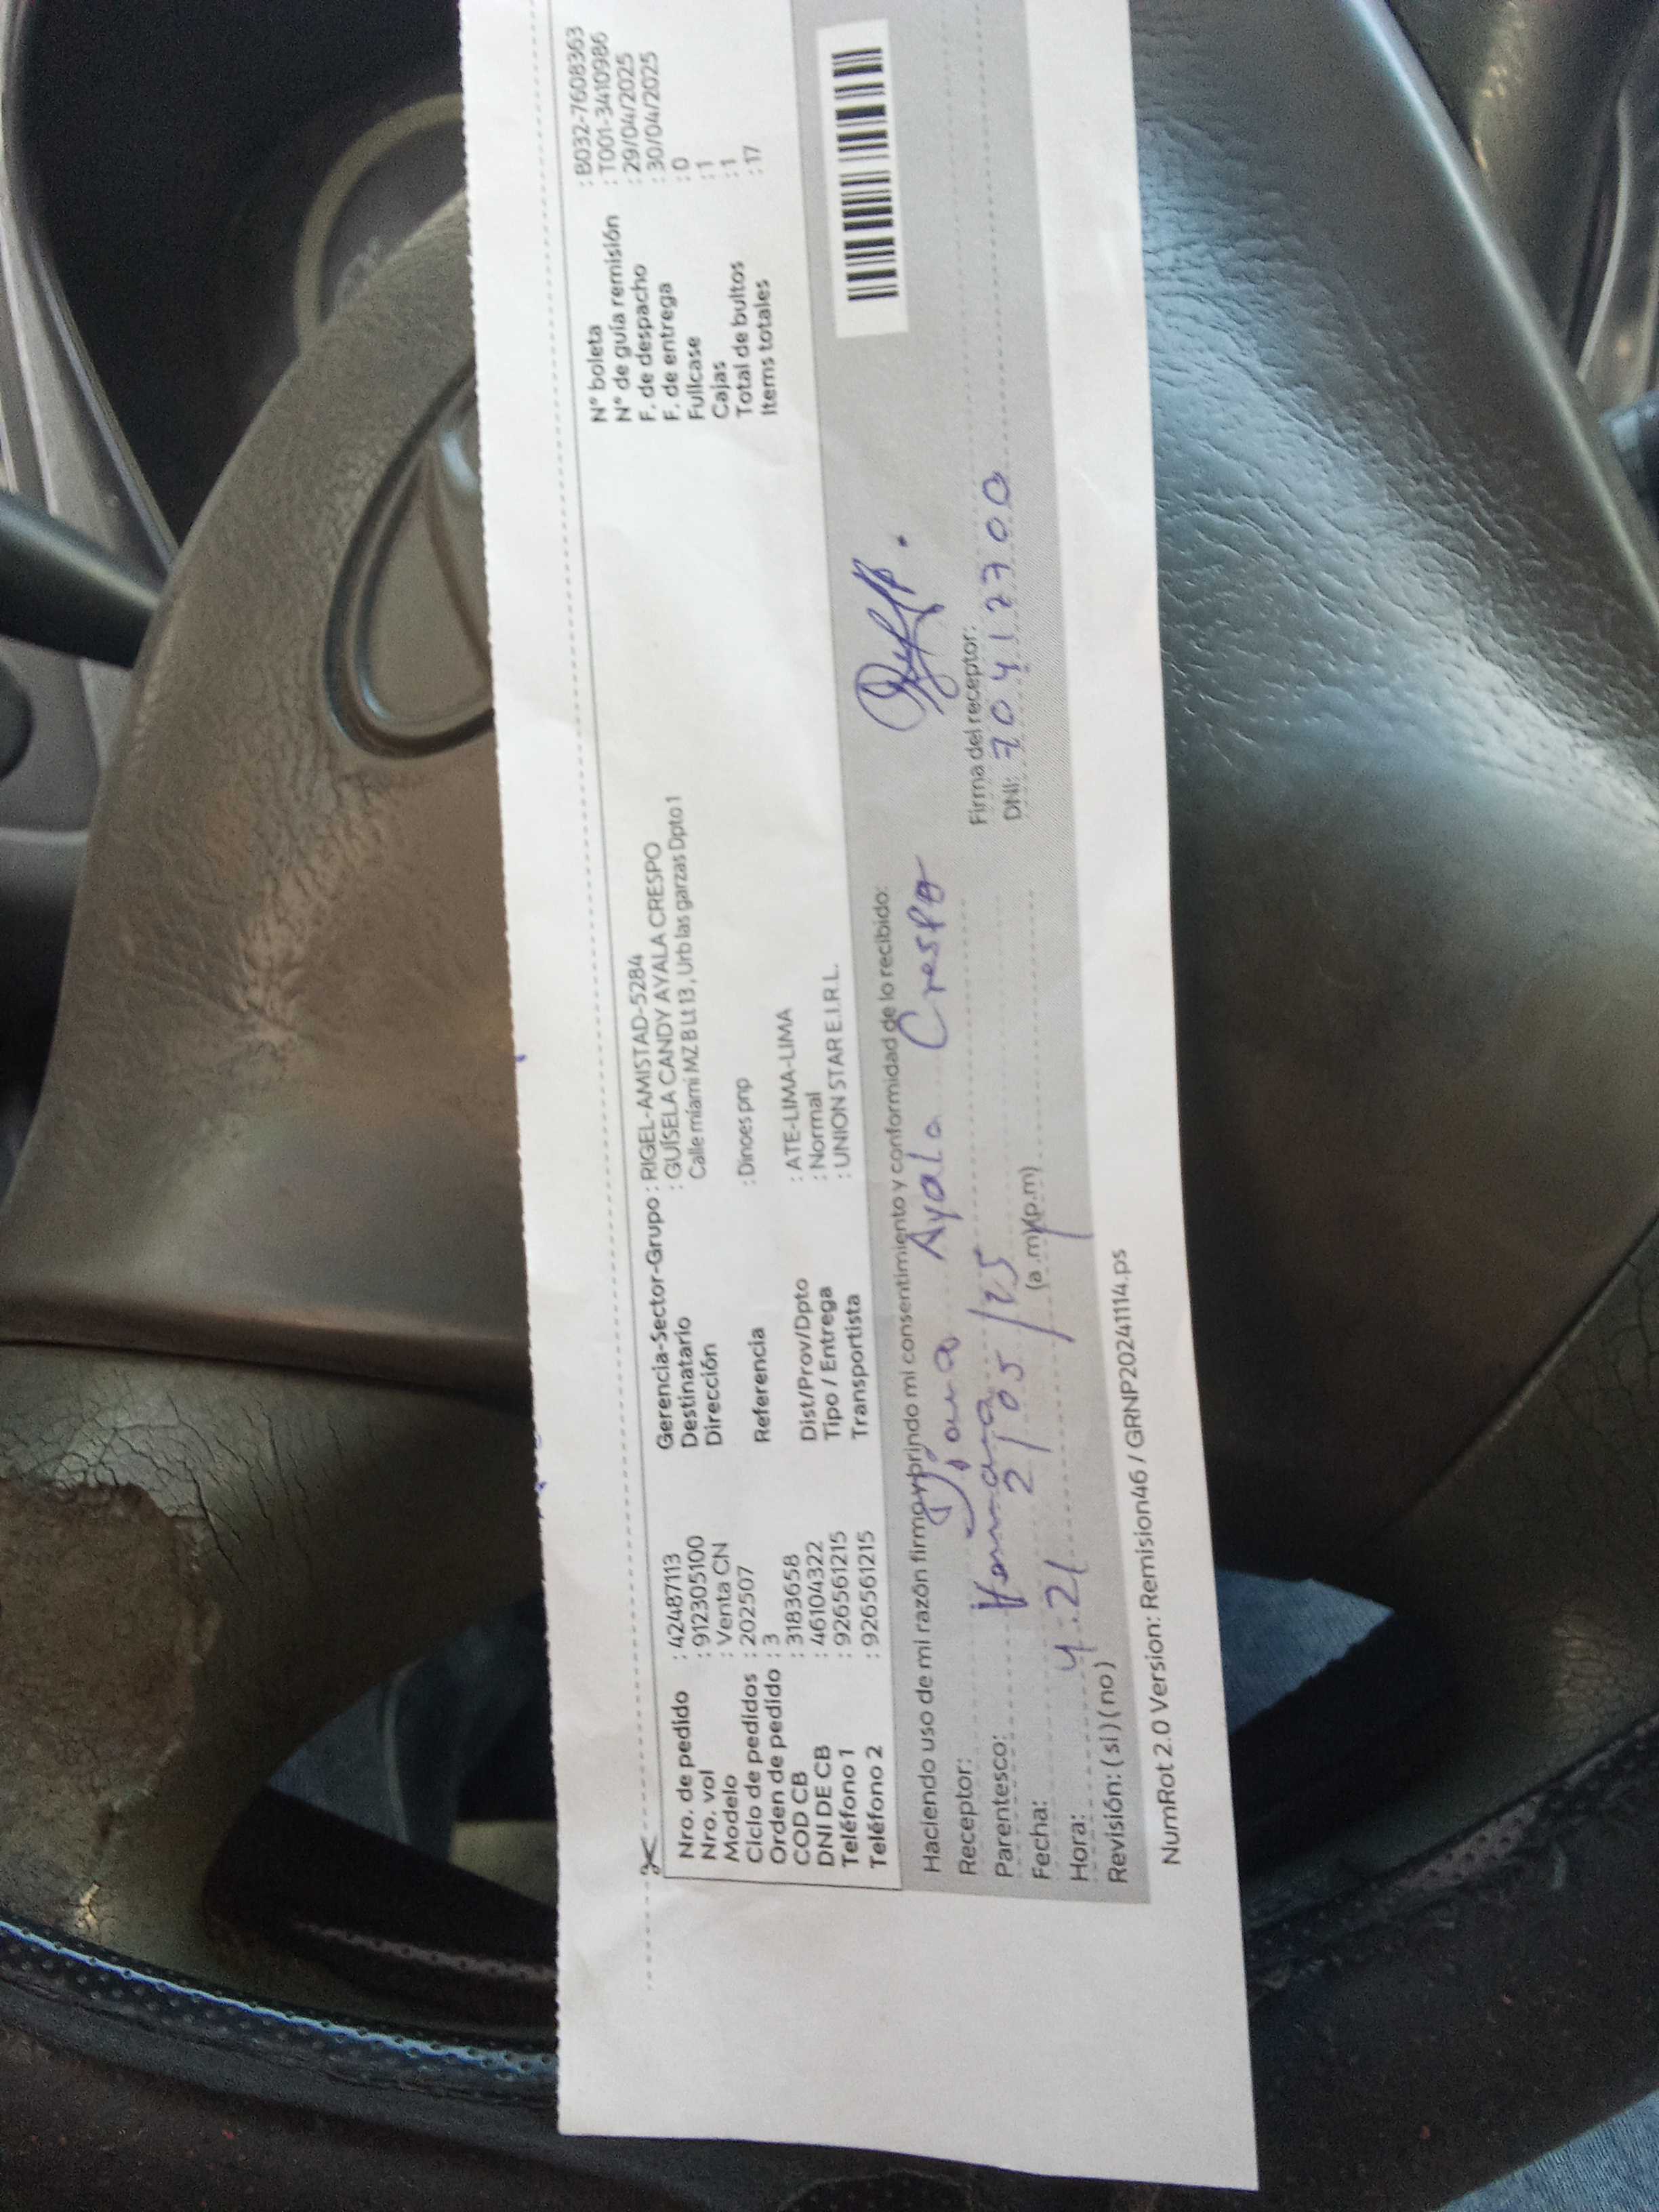 Nro. de pedido : 42487113
Nro. vol : 912305100
Modelo : Venta CN
Ciclo de pedidos : 202507
Orden de pedido : 3
COD CB : 3183658
DNI DE CB : 46104322
Teléfono 1 : 926561215
Teléfono 2 : 926561215
Gerencia-Sector-Grupo : RIGEL-AMISTAD-5284
Destinatario : GUÍSELA CANDY AYALA CRESPO
Dirección Calle miami MZ B Lt 13 , Urb las garzas Dpto 1
Referencia : Dinoes pnp
Dist/Prov/Dpto : ATE-LIMA-LIMA
Tipo / Entrega : Normal
Transportista : UNION STAR E.I.R.L.
N° boleta : B032-7608363
N° de guía remisión : T001-3410986
F. de despacho : 29/04/2025
F. de entrega : 30/04/2025
Fullcase : 0
Cajas : 1
Total de bultos : 1
Items totales : 17
Haciendo uso de mi razón firmo y brindo mi consentimiento y conformidad de lo recibido:
Receptor: Ayala Crespo
Parentesco: Hermana
Fecha: 2/05/25
Hora: 4:21 (a.m)(p.m)
Revisión: (si) (no)
Firma del receptor:
DNI: 70412700
NumRot 2.0 Version: Remision46 / GRNP20241114.ps